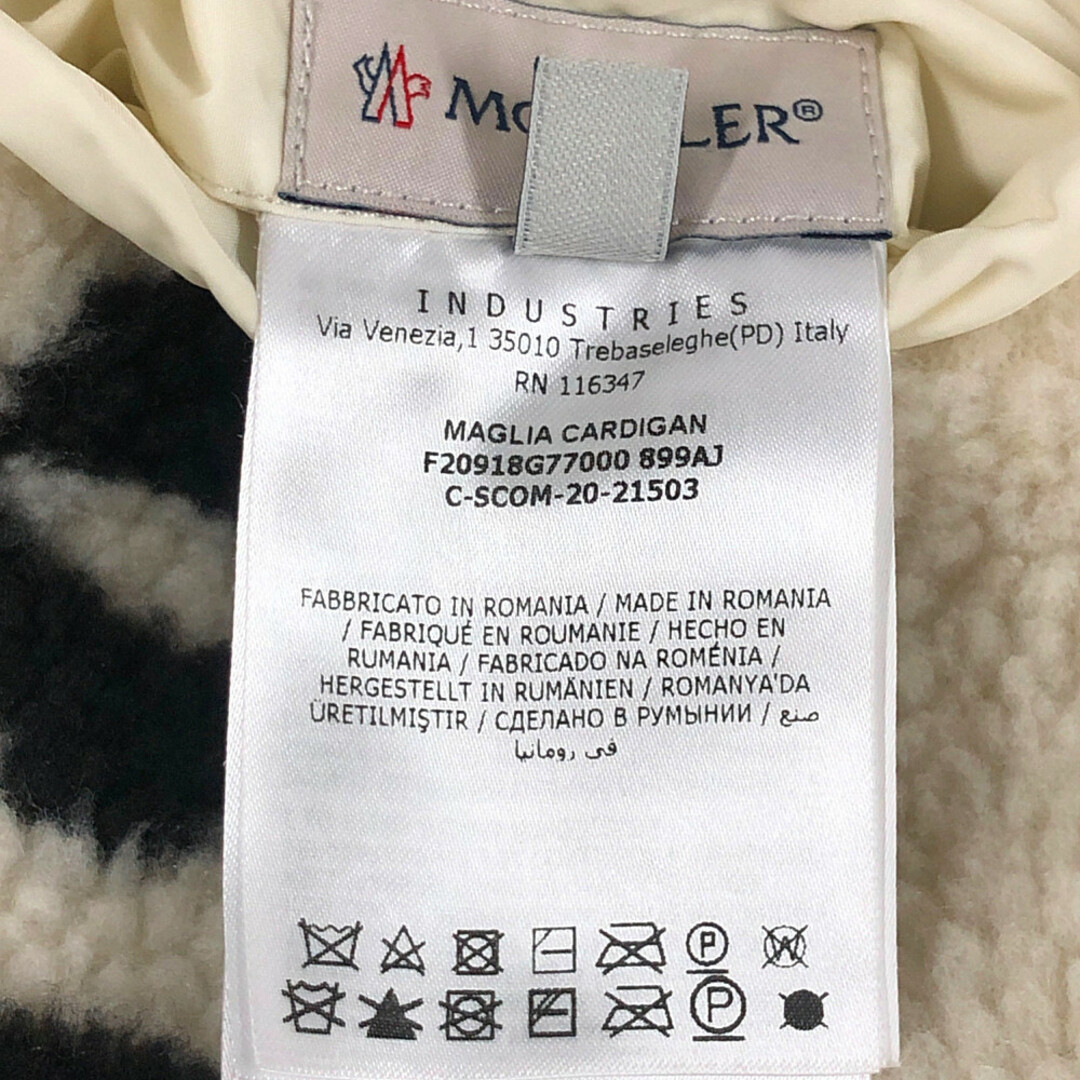 MO LER®
INDUSTRIES
Via Venezia,1 35010 Trebaseleghe(PD) Italy
RN 116347
MAGLIA CARDIGAN
F20918G77000 899AJ
C-SCOM-20-21503
FABBRICATO IN ROMANIA / MADE IN ROMANIA
/ FABRIQUÉ EN ROUMANIE / HECHO EN
RUMANIA / FABRICADO NA ROMÉNIA /
HERGESTELLT IN RUMÄNIEN / ROMANYA'DA
ÜRETILMIŞTIR / СДЕЛАНО В РУМЫНИИ / صنع
في رومانيا
P W
P